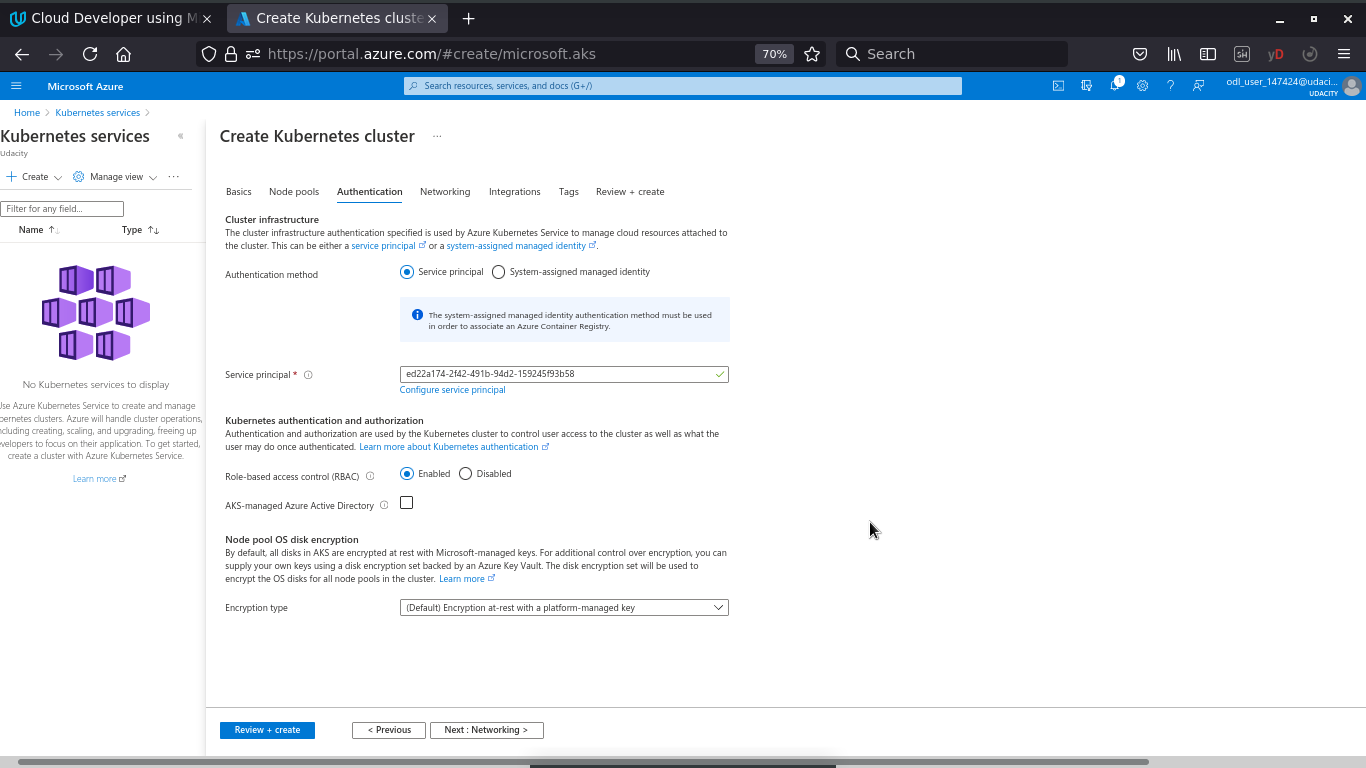 Cloud Developer using M
Create Kubernetes cluste
https://portal.azure.com/#create/microsoft.aks
70%
Search
Microsoft Azure
Search resources, services, and docs (G+/)
1
odl_user_147424@udaci...
UDACITY
Home
Kubernetes services
Kubernetes services
Udacity
Create
Manage view
Filter for any field...
Name
Type
No Kubernetes services to display
Use Azure Kubernetes Service to create and manage
bernetes clusters. Azure will handle cluster operations,
including creating, scaling, and upgrading, freeing up
velopers to focus on their application. To get started,
create a cluster with Azure Kubernetes Service.
Learn more
Create Kubernetes cluster
...
Basics
Node pools
Authentication
Networking
Integrations
Tags
Review + create
Cluster infrastructure
The cluster infrastructure authentication specified is used by Azure Kubernetes Service to manage cloud resources attached to
the cluster. This can be either a service principal or a system-assigned managed identity.
Authentication method
Service principal
System-assigned managed identity
The system-assigned managed identity authentication method must be used
in order to associate an Azure Container Registry.
Service principal *
ed22a174-2f42-491b-94d2-159245f93b58
Configure service principal
Kubernetes authentication and authorization
Authentication and authorization are used by the Kubernetes cluster to control user access to the cluster as well as what the
user may do once authenticated. Learn more about Kubernetes authentication
Role-based access control (RBAC)
Enabled
Disabled
AKS-managed Azure Active Directory
Node pool OS disk encryption
By default, all disks in AKS are encrypted at rest with Microsoft-managed keys. For additional control over encryption, you can
supply your own keys using a disk encryption set backed by an Azure Key Vault. The disk encryption set will be used to
encrypt the OS disks for all node pools in the cluster. Learn more
Encryption type
(Default) Encryption at-rest with a platform-managed key
Review + create
< Previous
Next : Networking >